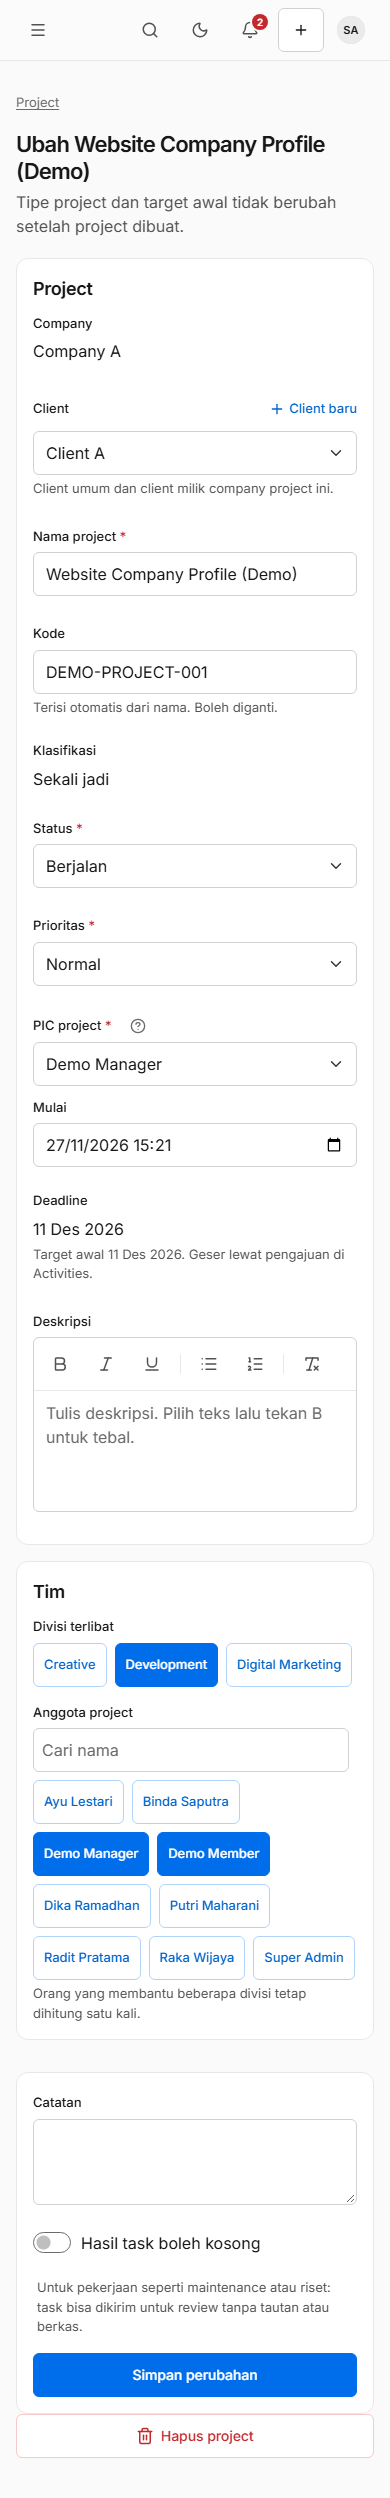 2
SA
Project
Ubah Website Company Profile
(Demo)
Tipe project dan target awal tidak berubah
setelah project dibuat.
Project
Company
Company A
Client
+ Client baru
Client A
Client umum dan client milik company project ini.
Nama project *
Website Company Profile (Demo)
Kode
DEMO-PROJECT-001
Terisi otomatis dari nama. Boleh diganti.
Klasifikasi
Sekali jadi
Status *
Berjalan
Prioritas *
Normal
PIC project *
Demo Manager
Mulai
27/11/2026 15:21
Deadline
11 Des 2026
Target awal 11 Des 2026. Geser lewat pengajuan di
Activities.
Deskripsi
Tulis deskripsi. Pilih teks lalu tekan B
untuk tebal.
Tim
Divisi terlibat
Creative Development Digital Marketing
Anggota project
Cari nama
Ayu Lestari Binda Saputra
Demo Manager Demo Member
Dika Ramadhan Putri Maharani
Radit Pratama Raka Wijaya Super Admin
Orang yang membantu beberapa divisi tetap
dihitung satu kali.
Catatan
Hasil task boleh kosong
Untuk pekerjaan seperti maintenance atau riset:
task bisa dikirim untuk review tanpa tautan atau
berkas.
Simpan perubahan
Hapus project